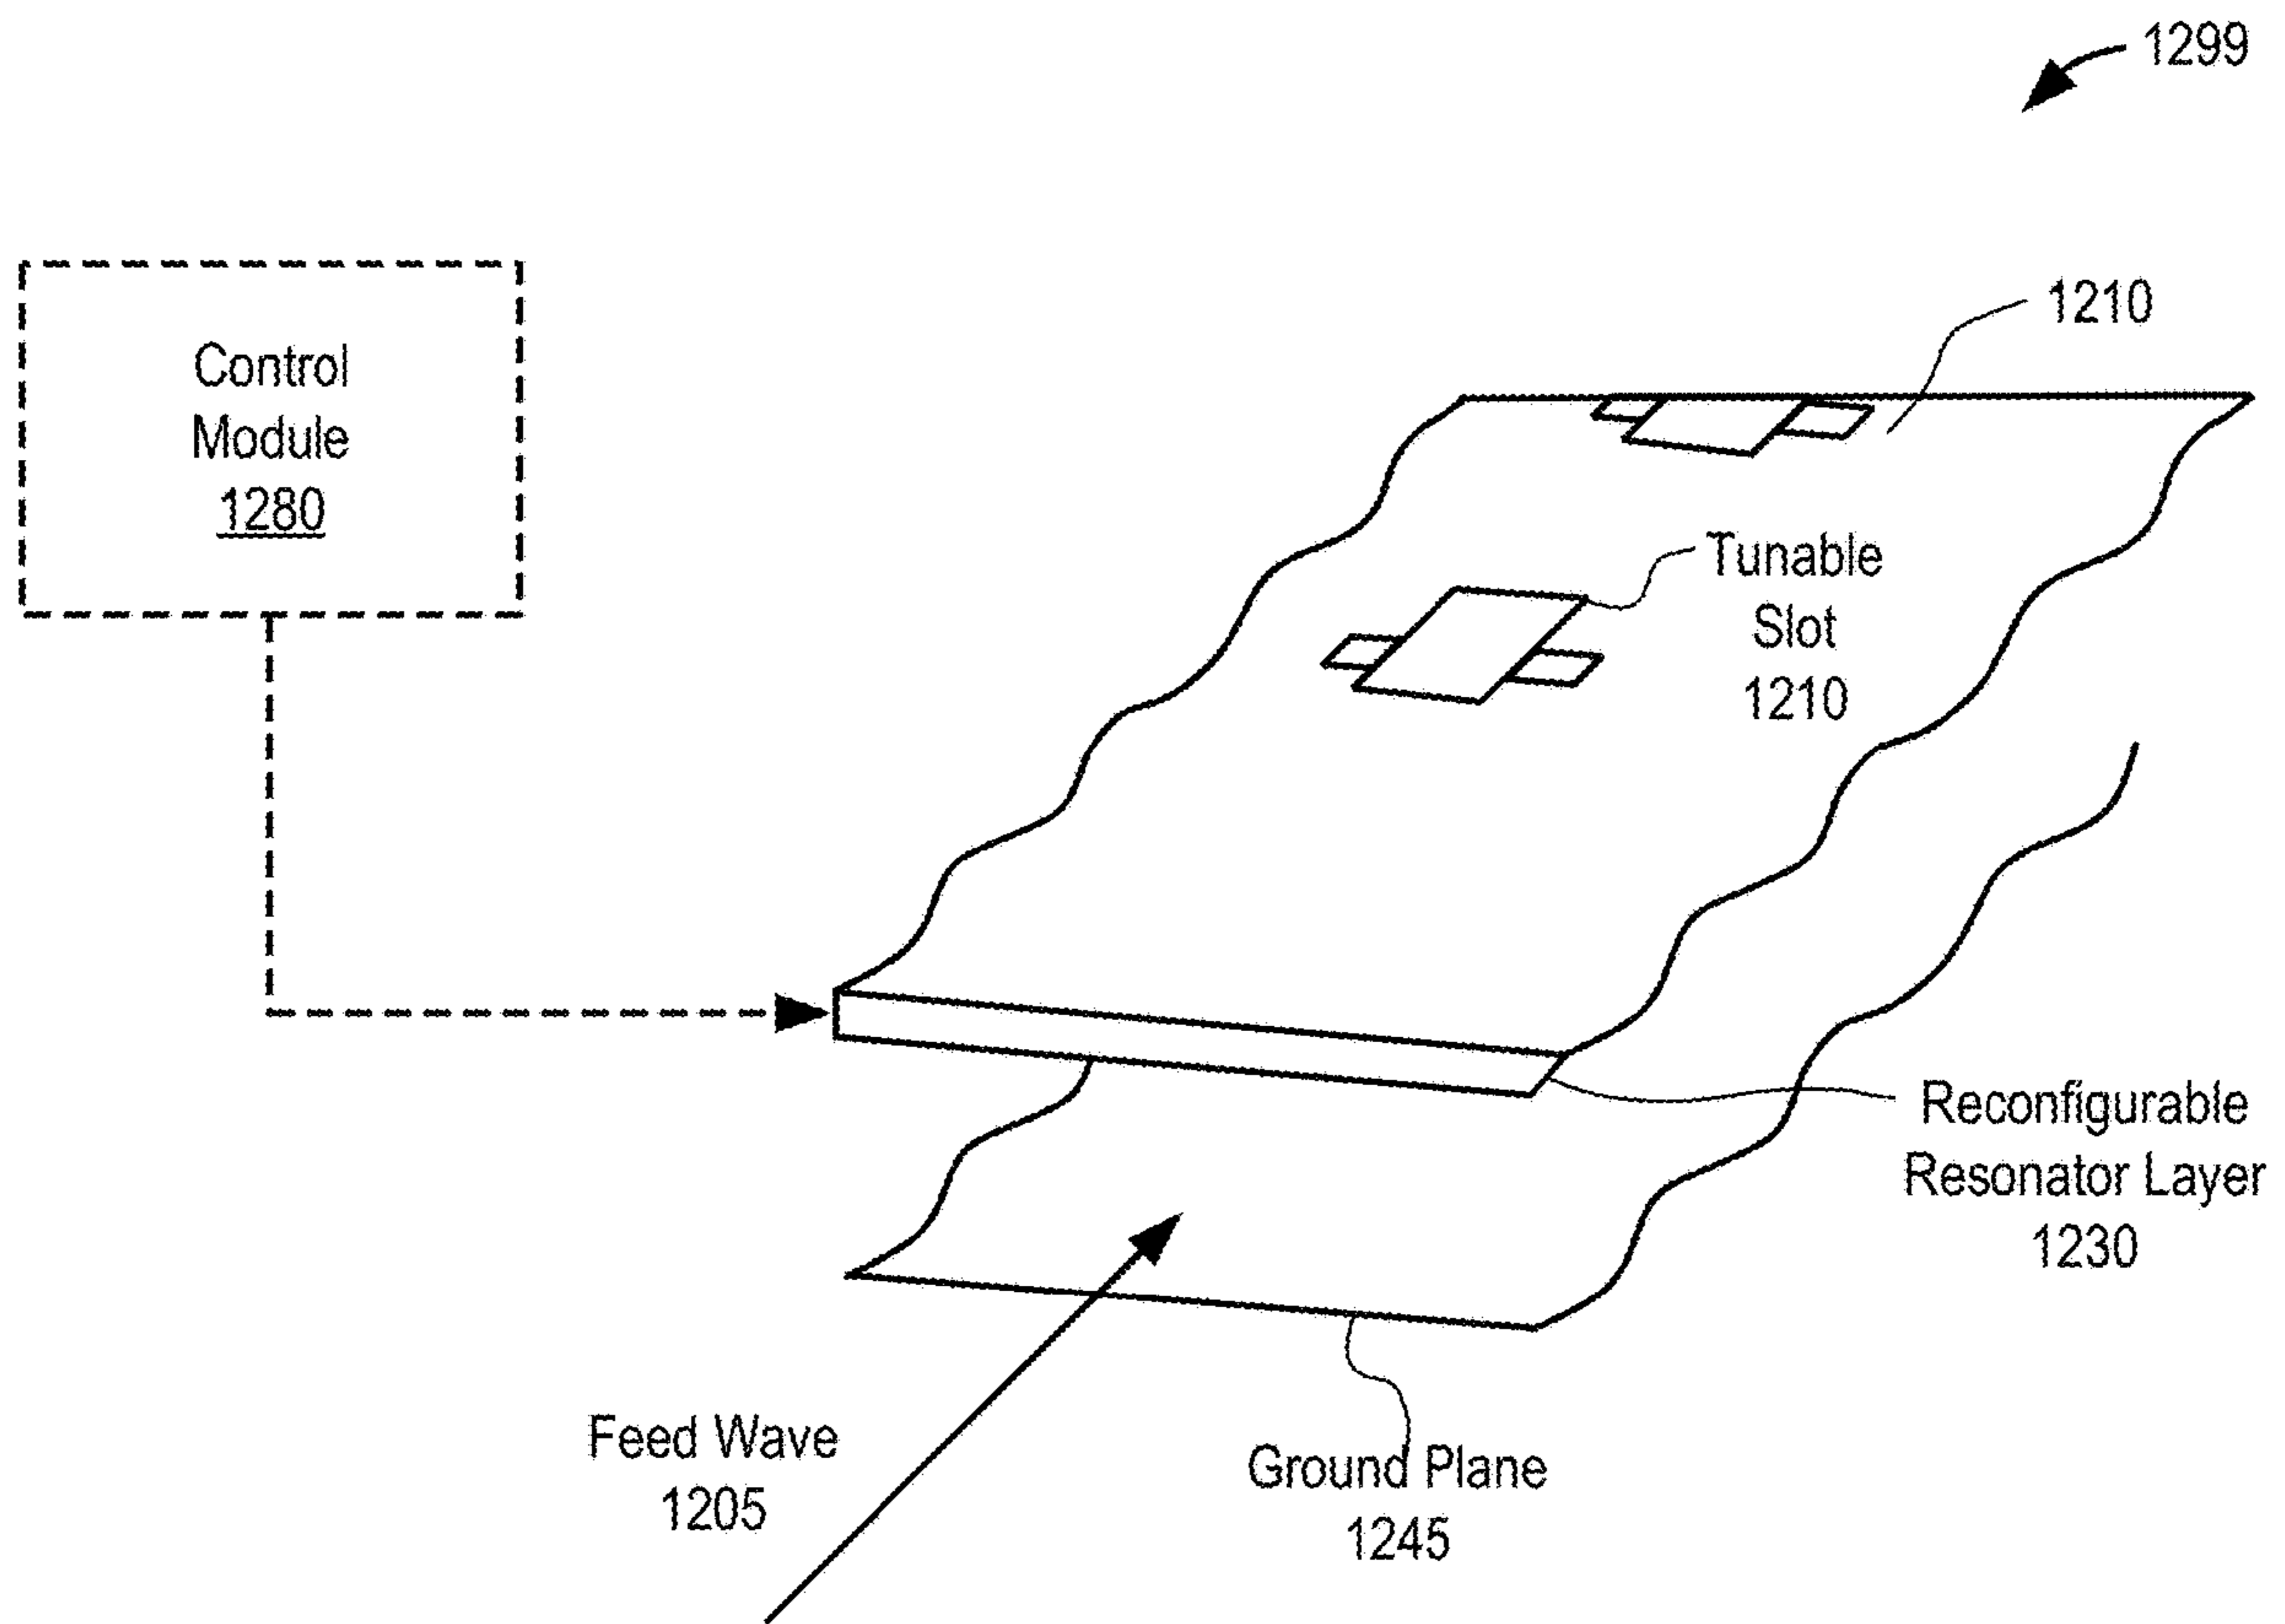 1299
Control
Module
1280
1210
Tunable
Slot
1210
Reconfigurable
Resonator Layer
1230
Feed Wave
1205
Ground Plane
1245